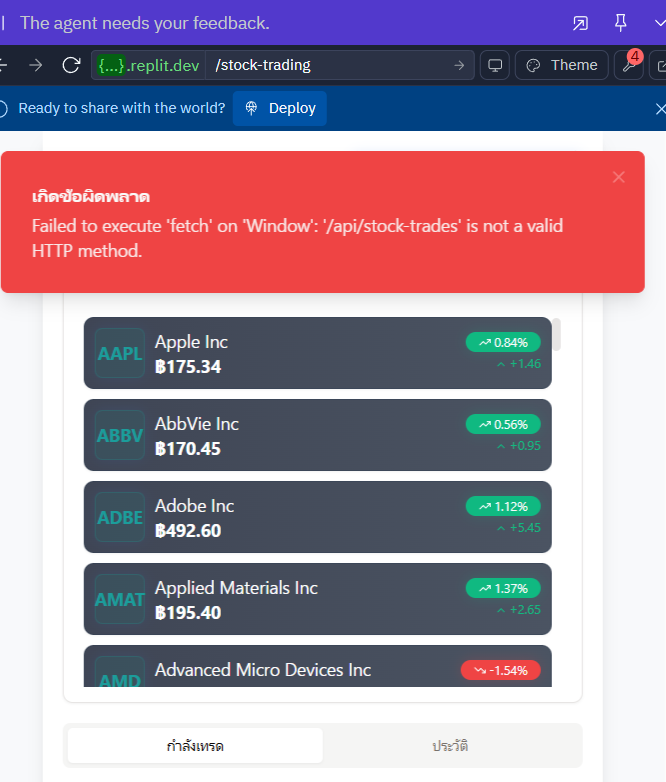 The agent needs your feedback.
{...}.replit.dev /stock-trading
Theme
4
Ready to share with the world? Deploy
เกิดข้อผิดพลาด
Failed to execute 'fetch' on 'Window': '/api/stock-trades' is not a valid
HTTP method.
AAPL
Apple Inc
฿175.34
0.84%
+1.46
ABBV
AbbVie Inc
฿170.45
0.56%
+0.95
ADBE
Adobe Inc
฿492.60
1.12%
+5.45
AMAT
Applied Materials Inc
฿195.40
1.37%
+2.65
AMD
Advanced Micro Devices Inc
-1.54%
กำลังเทรด
ประวัติ